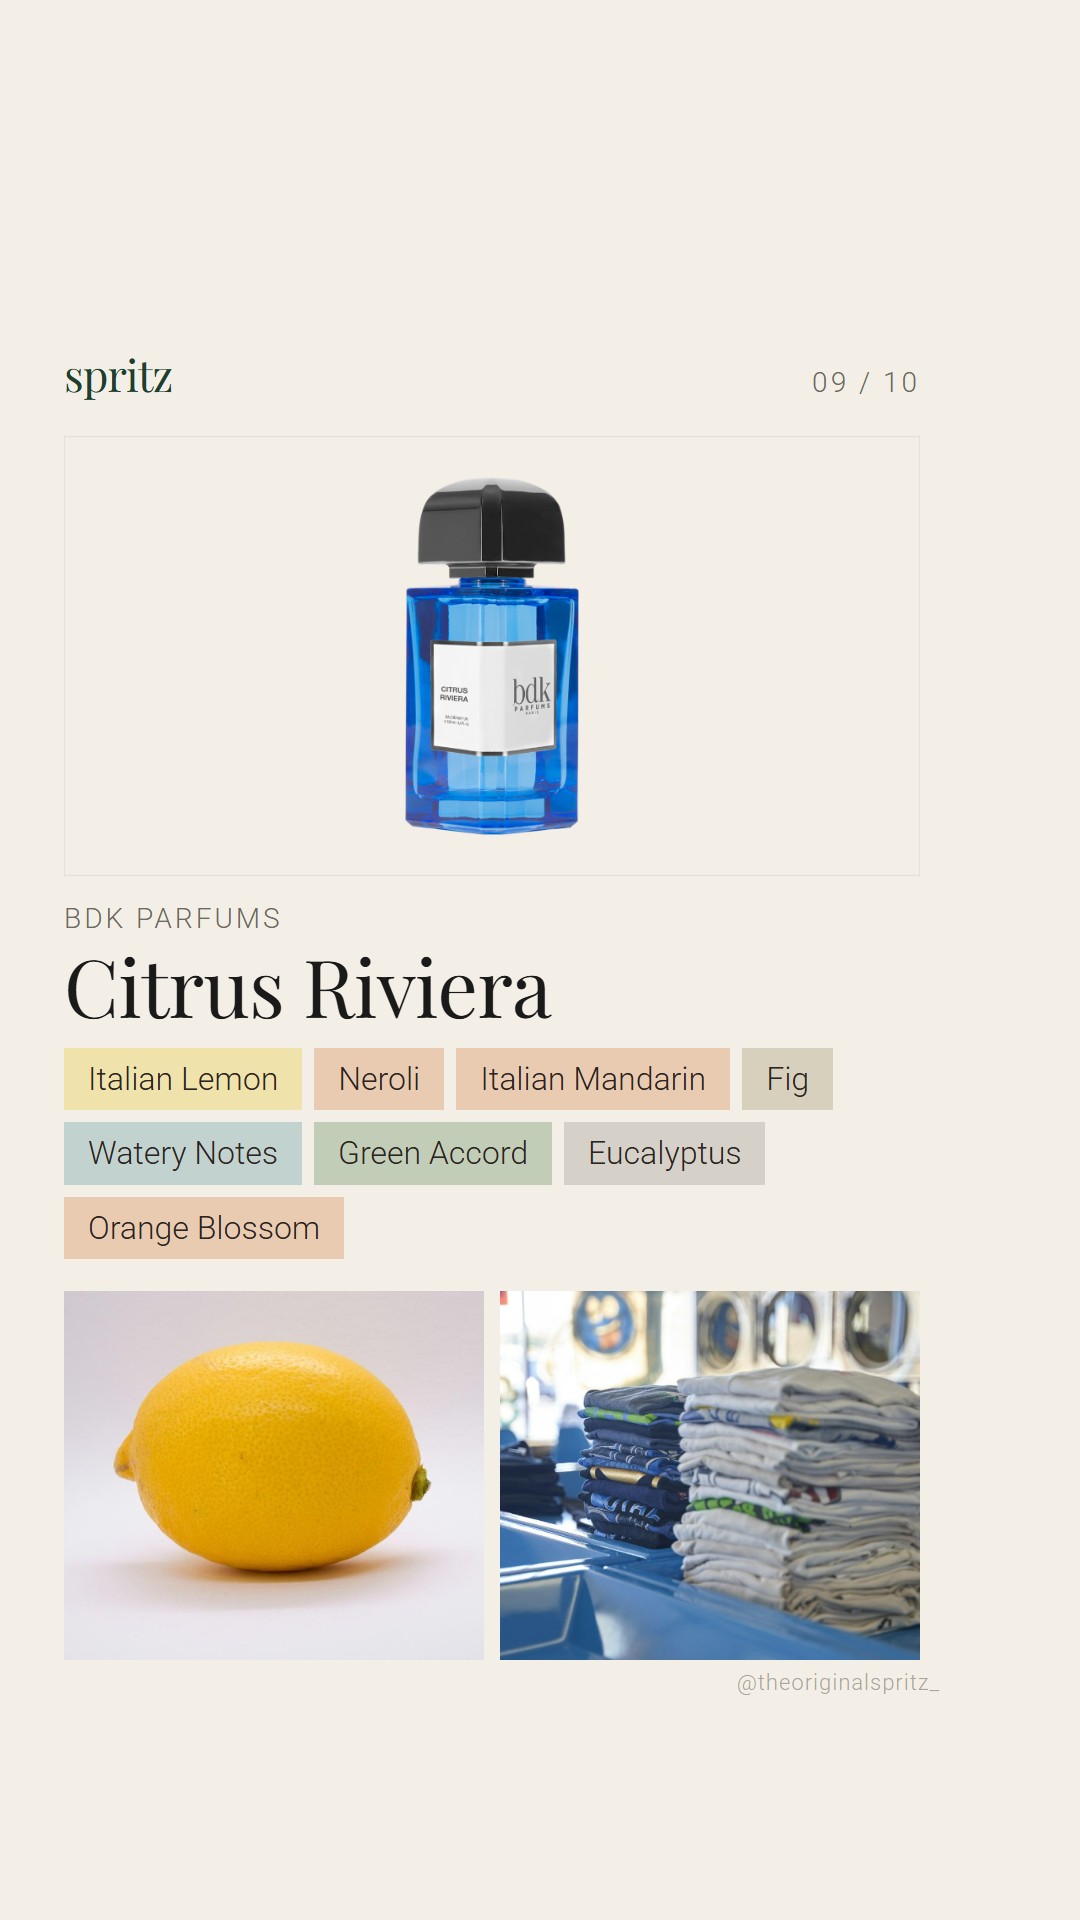 spritz
09 / 10
CITRUS
RIVIERA
bdk
PARFUMS
PARIS
BDK PARFUMS
Citrus Riviera
Italian Lemon
Neroli
Italian Mandarin
Fig
Watery Notes
Green Accord
Eucalyptus
Orange Blossom
@theoriginalspritz_